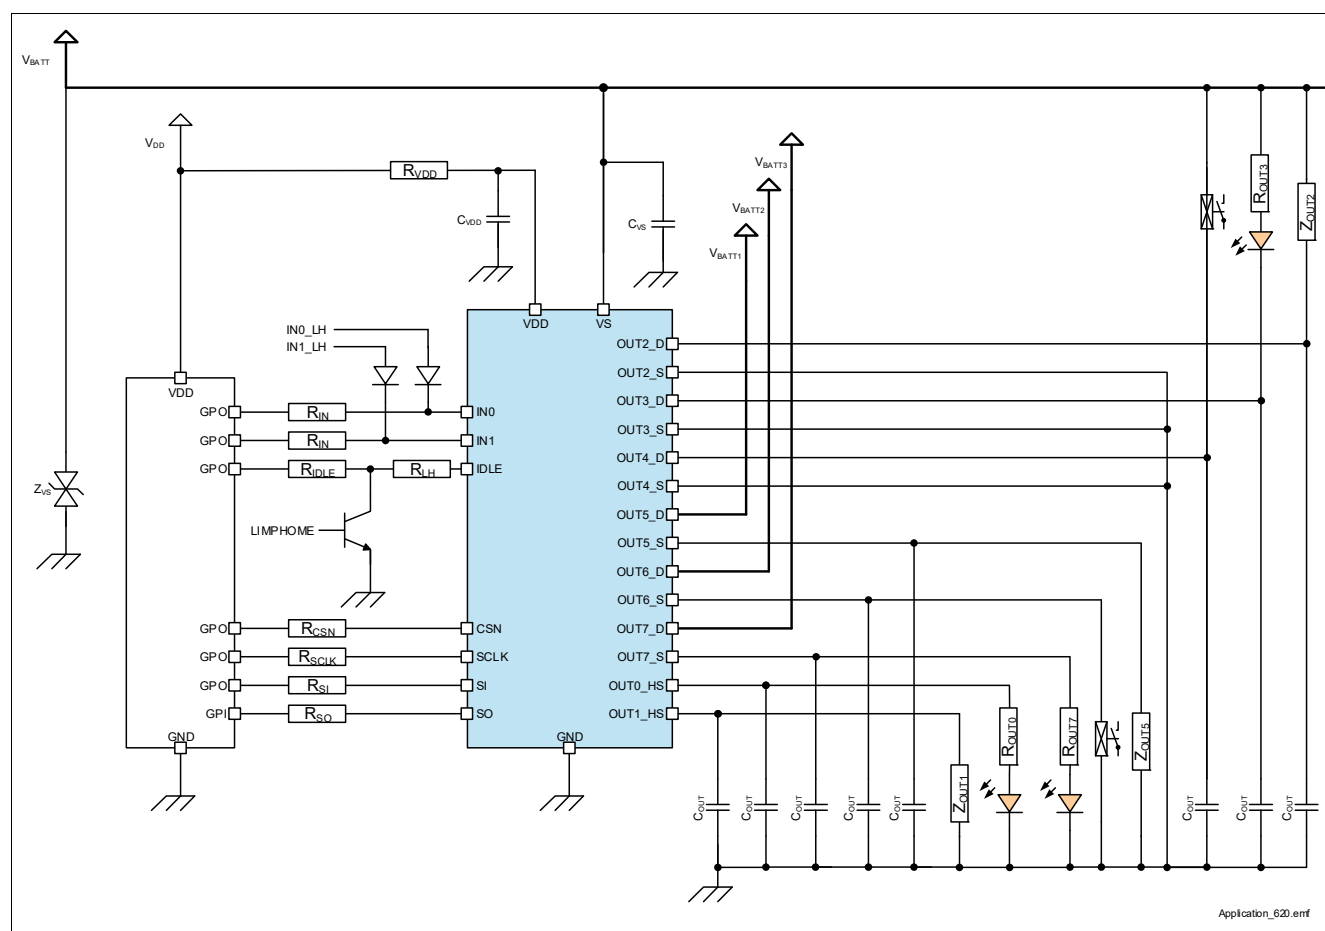 VBATT
VDD
RVDD
VBATT3
CVDD
CVS
VBATT2
VBATT1
ROUT3
ZOUT2
VDD
VS
IN0_LH
IN1_LH
OUT2_D
OUT2_S
VDD
OUT3_D
GPO
RIN
IN0
OUT3_S
GPO
RIN
IN1
OUT4_D
GPO
RIDLE
RLH
IDLE
OUT4_S
ZVS
OUT5_D
LIMPHOME
OUT5_S
OUT6_D
OUT6_S
GPO
RCSN
CSN
OUT7_D
GPO
RSCLK
SCLK
OUT7_S
GPO
RSI
SI
OUT0_HS
GPI
RSO
SO
OUT1_HS
GND
GND
ROUT0
ROUT7
ZOUT5
ZOUT1
COUT
COUT
COUT
COUT
COUT
COUT
COUT
COUT
Application_620.emf